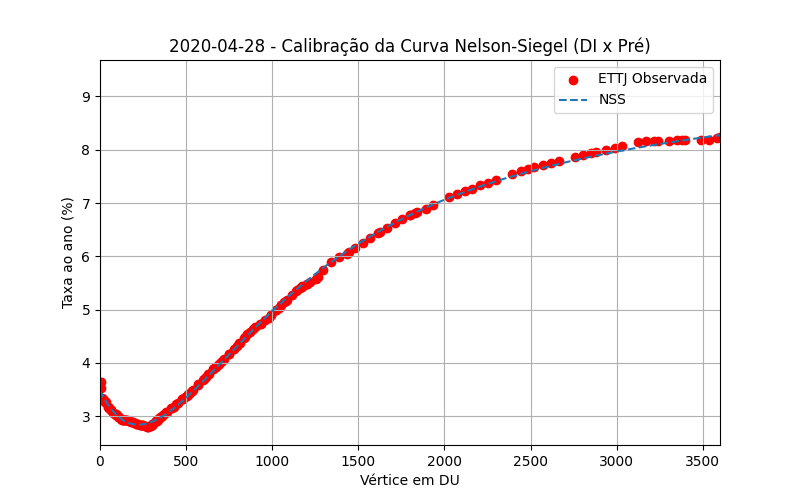 2020-04-28 - Calibração da Curva Nelson-Siegel (DI x Pré)
ETTJ Observada
NSS
Taxa ao ano (%)
9
8
7
6
5
4
3
0 500 1000 1500 2000 2500 3000 3500
Vértice em DU